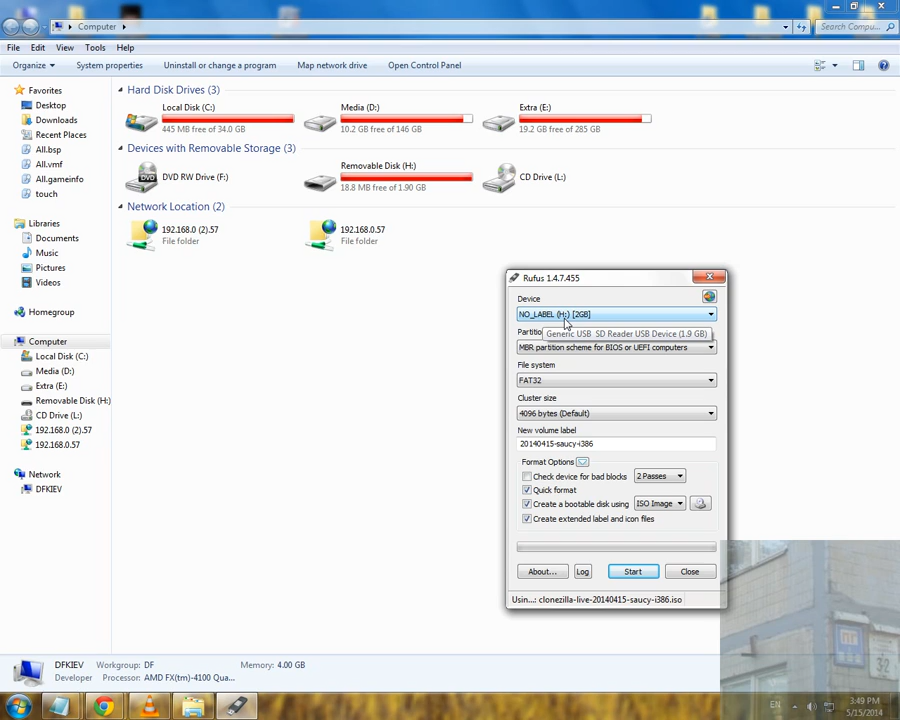 Computer
Search Compu...
File Edit View Tools Help
Organize System properties Uninstall or change a program Map network drive Open Control Panel
Favorites
Desktop
Downloads
Recent Places
All.bsp
All.vmf
All.gameinfo
touch
Libraries
Documents
Music
Pictures
Videos
Homegroup
Computer
Local Disk (C:)
Media (D:)
Extra (E:)
Removable Disk (H:)
CD Drive (L:)
192.168.0 (2).57
192.168.0.57
Network
DFKIEV
Hard Disk Drives (3)
Local Disk (C:)
445 MB free of 34.0 GB
Media (D:)
10.2 GB free of 146 GB
Extra (E:)
19.2 GB free of 285 GB
Devices with Removable Storage (3)
DVD RW Drive (F:)
DVD
Removable Disk (H:)
18.8 MB free of 1.90 GB
CD Drive (L:)
Network Location (2)
192.168.0 (2).57
File folder
192.168.0.57
File folder
Rufus 1.4.7.455
Device
NO_LABEL (H:) [2GB]
Generic USB SD Reader USB Device (1.9 GB)
Partitio
MBR partition scheme for BIOS or UEFI computers
File system
FAT32
Cluster size
4096 bytes (Default)
New volume label
20140415-saucy-i386
Format Options
Check device for bad blocks 2 Passes
Quick format
Create a bootable disk using ISO Image
Create extended label and icon files
About... Log Start Close
Usin...: clonezilla-live-20140415-saucy-i386.iso
DFKIEV Workgroup: DF Memory: 4.00 GB
Developer Processor: AMD FX(tm)-4100 Qua...
ПТ
32
EN
3:49 PM
5/15/2014